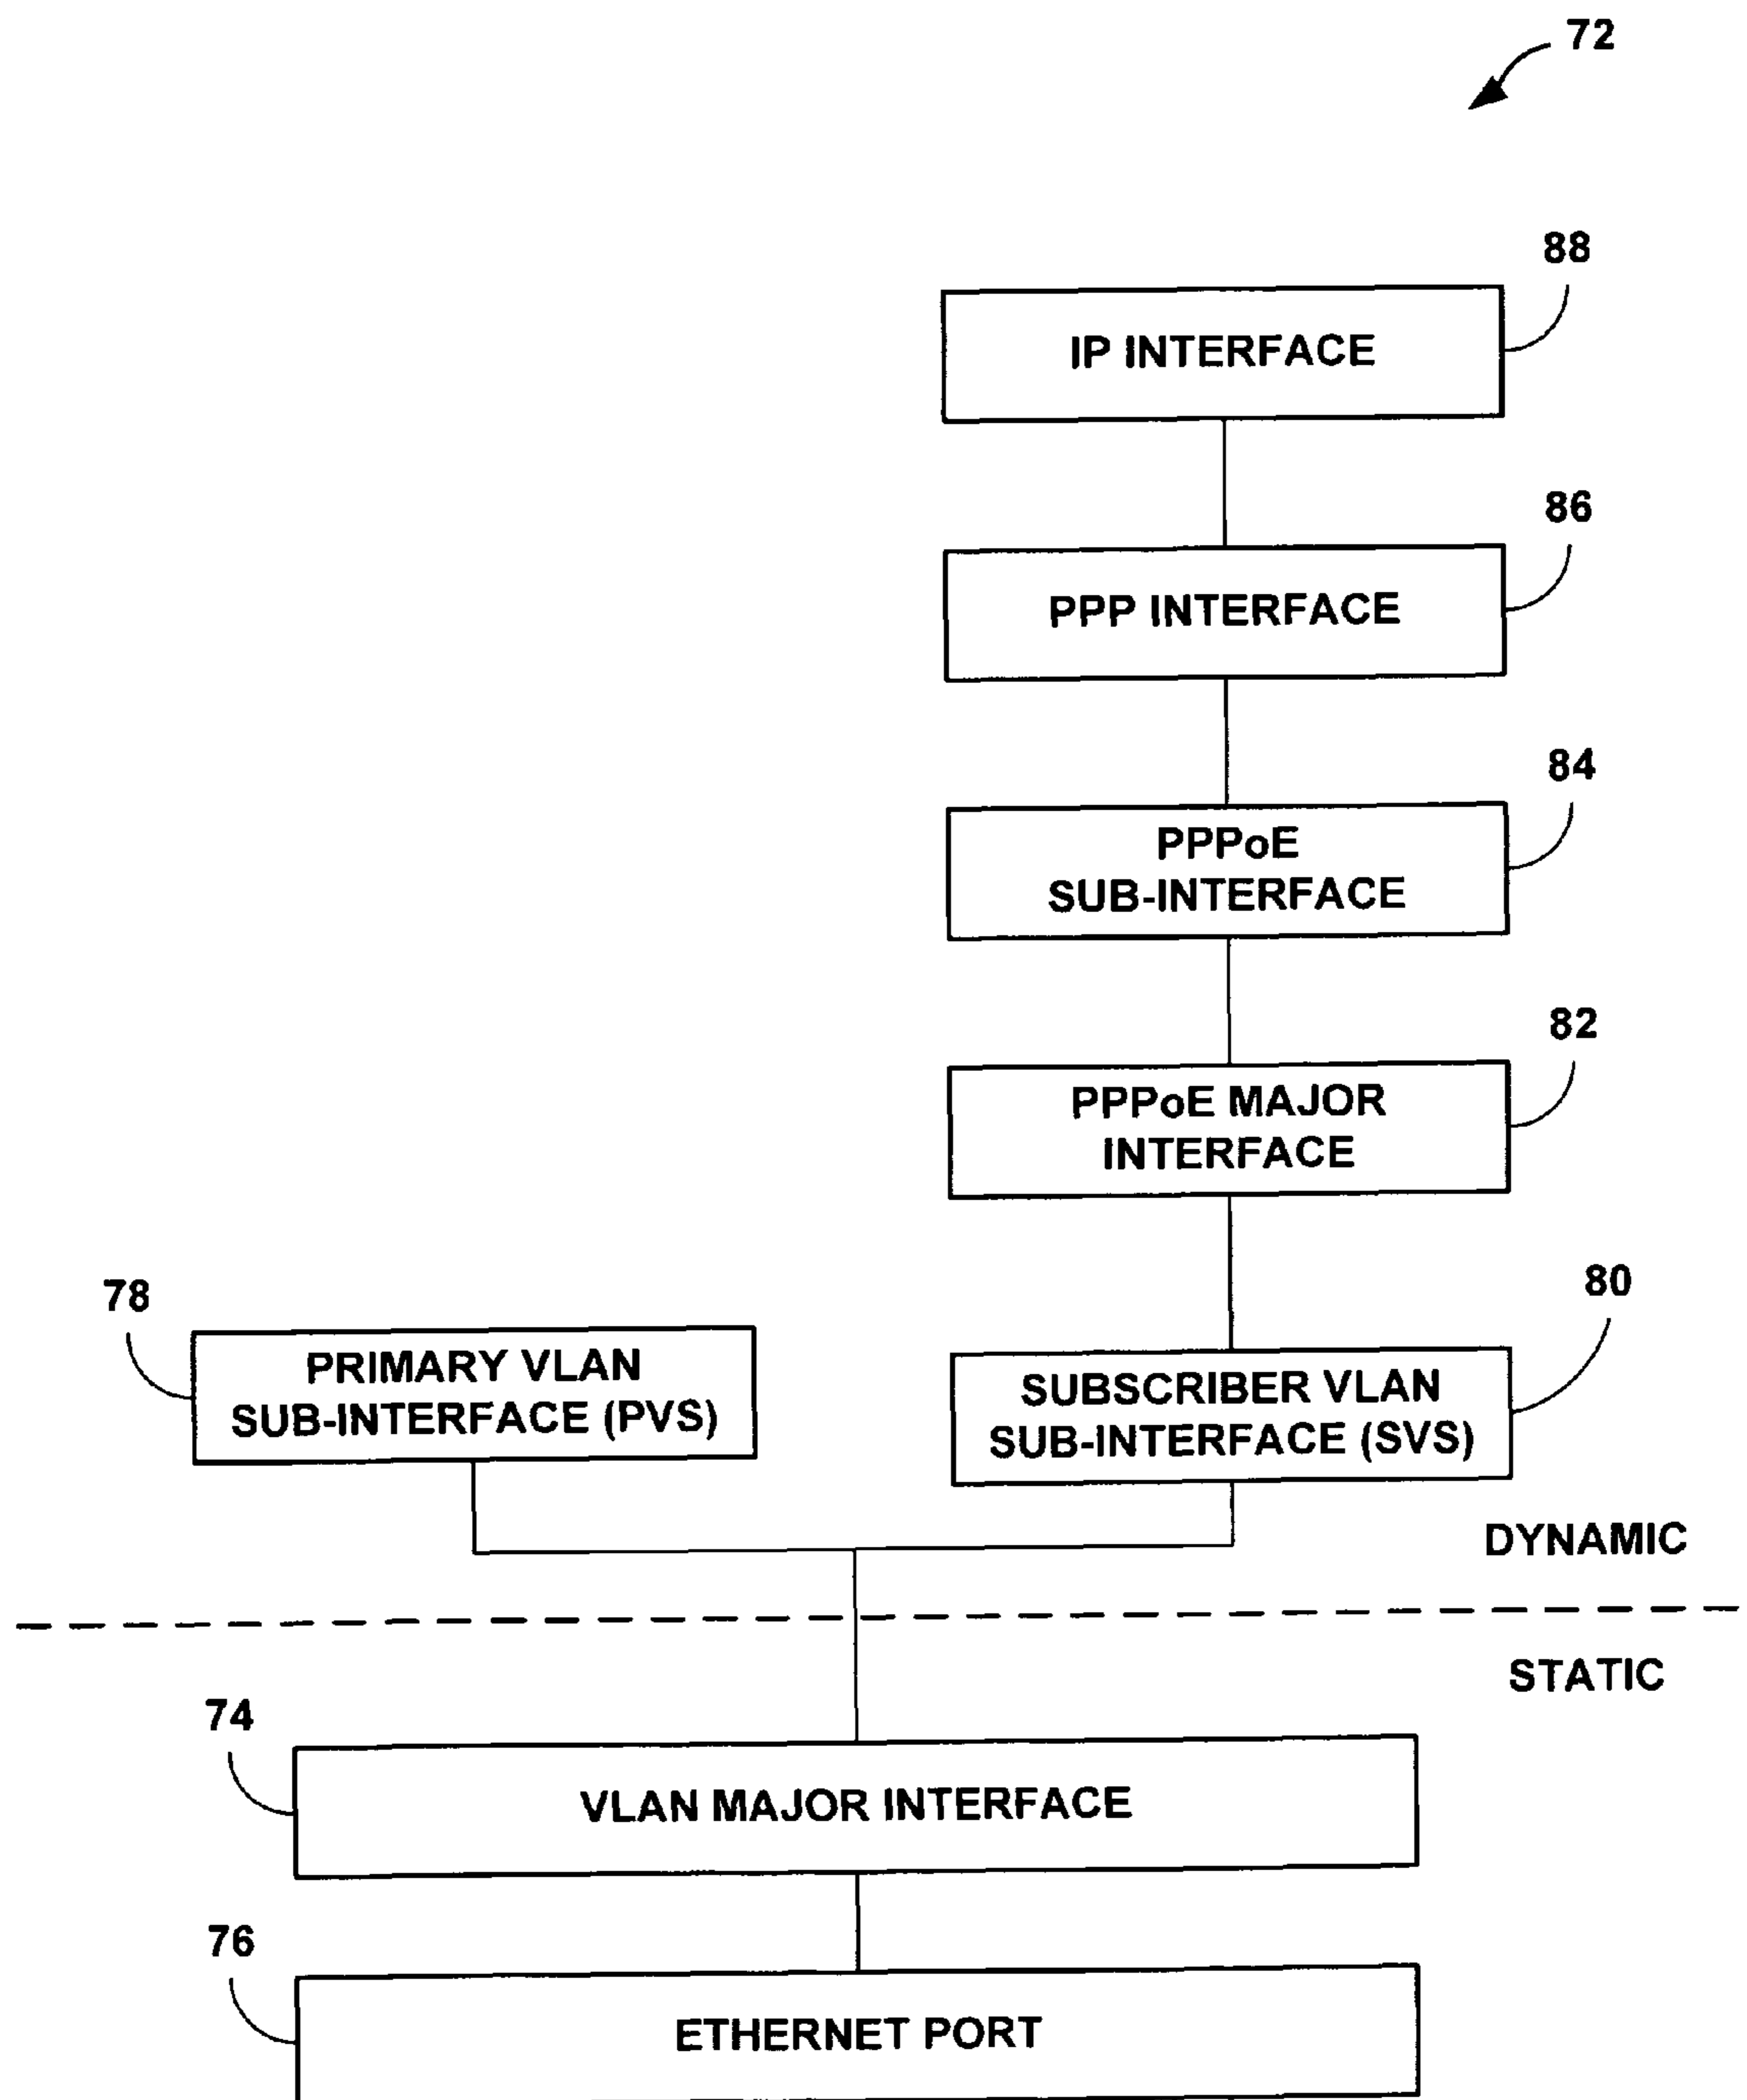 72
88
IP INTERFACE
86
PPP INTERFACE
84
PPPoE
SUB-INTERFACE
82
PPPoE MAJOR
INTERFACE
78
80
PRIMARY VLAN
SUB-INTERFACE (PVS)
SUBSCRIBER VLAN
SUB-INTERFACE (SVS)
DYNAMIC
STATIC
74
VLAN MAJOR INTERFACE
76
ETHERNET PORT